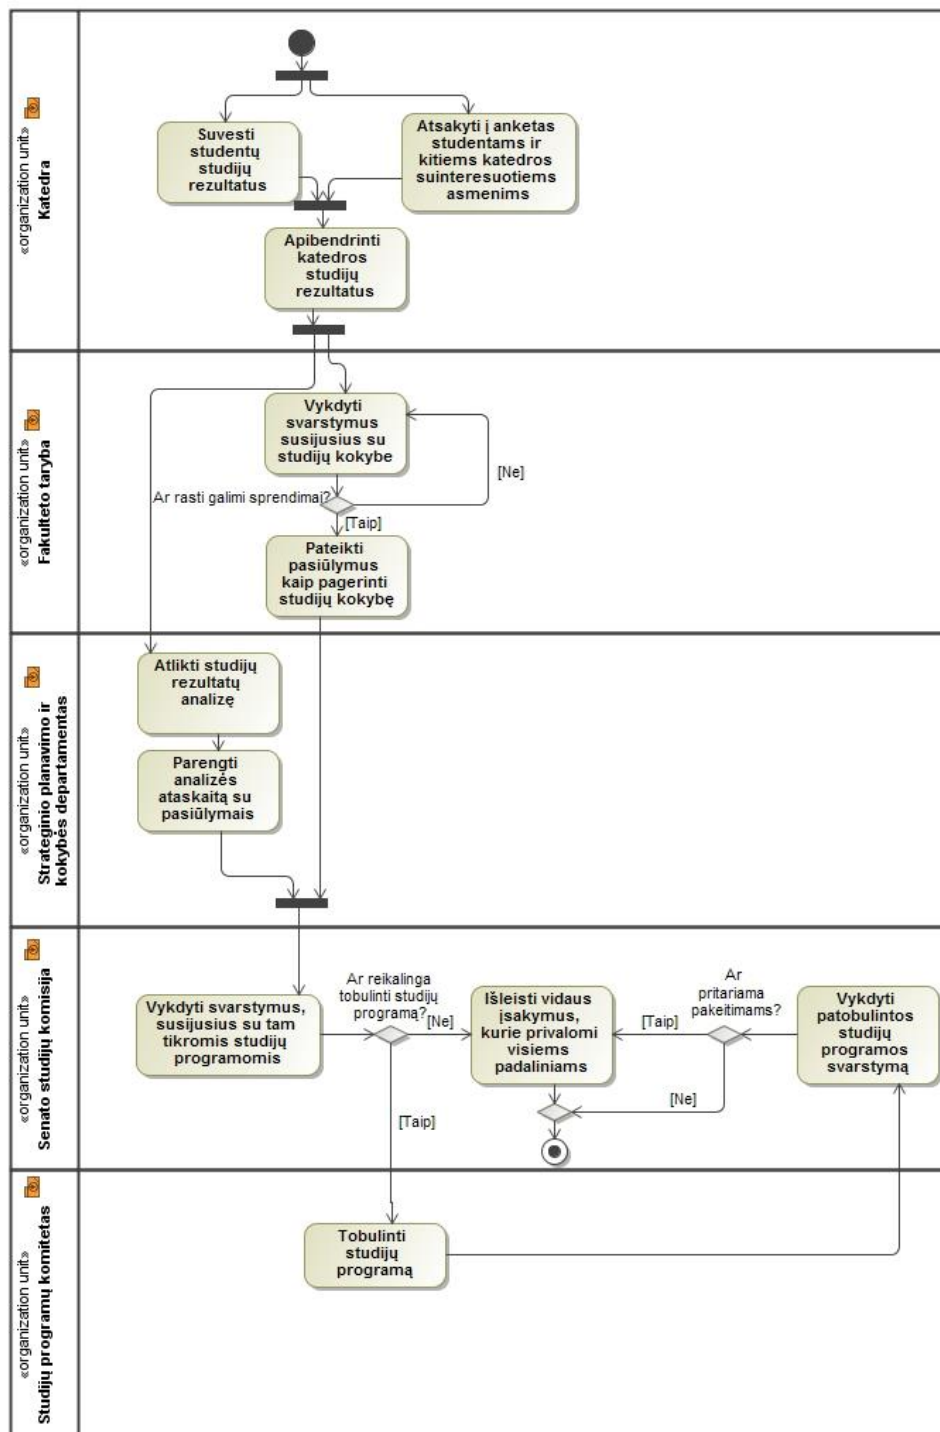 «organization unit»
Katedra
Suvesti
studentų
studijų
rezultatus
Atsakyti į anketas
studentams ir
kitiems katedros
suinteresuotiems
asmenims
Apibendrinti
katedros
studijų
rezultatus
«organization unit»
Fakulteto taryba
Vykdyti
svarstymus
susijusius su
studijų kokybe
[Ne]
Ar rasti galimi sprendimai?
[Taip]
Pateikti
pasiūlymus
kaip pagerinti
studijų kokybę
«organization unit»
Strateginio planavimo ir
kokybės departamentas
Atlikti studijų
rezultatų
analizę
Parengti
analizės
ataskaitą su
pasiūlymais
«organization unit»
Senato studijų komisija
Vykdyti svarstymus,
susijusius su tam
tikromis studijų
programomis
Ar reikalinga
tobulinti studijų
programą?
[Ne]
[Taip]
Išleisti vidaus
įsakymus,
kurie privalomi
visiems
padaliniams
[Taip]
Ar
pritariama
pakeitimams?
[Ne]
Vykdyti
patobulintos
studijų
programos
svarstymą
«organization unit»
Studijų programų komitetas
Tobulinti
studijų
programą